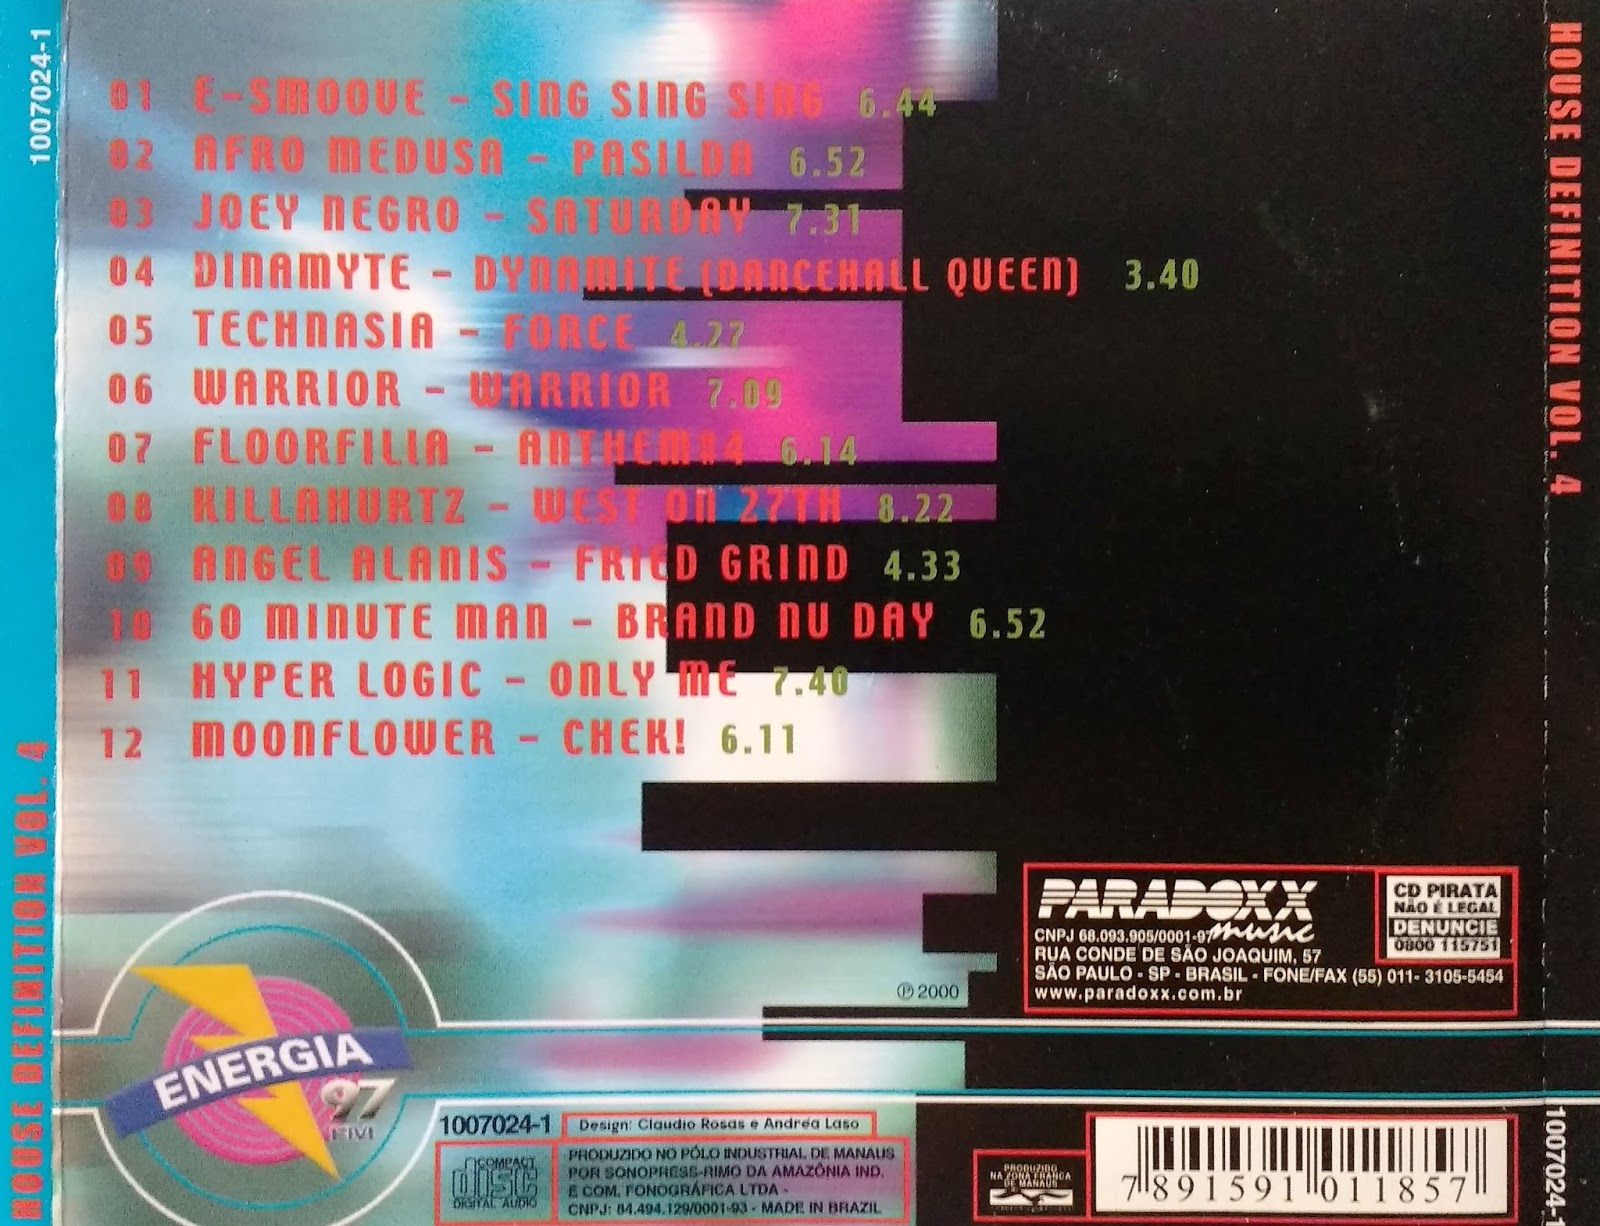 1007024-1
HOUSE DEFINITION VOL. 4
01 E-SMOOVE - SING SING SING 6.44
02 AFRO MEDUSA - PASILDA 6.52
03 JOEY NEGRO - SATURDAY 7.31
04 DINAMYTE - DYNAMITE (DANCEHALL QUEEN) 3.40
05 TECHNASIA - FORCE 4.27
06 WARRIOR - WARRIOR 7.09
07 FLOORFILIA - ANTHEM#4 6.14
08 KILLAHURTZ - WEST ON 27TH 8.22
09 ANGEL ALANIS - FRIED GRIND 4.33
10 60 MINUTE MAN - BRAND NU DAY 6.52
11 HYPER LOGIC - ONLY ME 7.40
12 MOONFLOWER - CHEK! 6.11
℗ 2000
PARADOXX
music
CNPJ 68.093.905/0001-97
RUA CONDE DE SÃO JOAQUIM, 57
SÃO PAULO - SP - BRASIL - FONE/FAX (55) 011- 3105-5454
www.paradoxx.com.br
CD PIRATA
NÃO É LEGAL
DENUNCIE
0800 115751
ENERGIA
97
FM
1007024-1
Design: Claudio Rosas e Andréa Laso
COMPACT
disc
DIGITAL AUDIO
PRODUZIDO NO PÓLO INDUSTRIAL DE MANAUS
POR SONOPRESS-RIMO DA AMAZÔNIA IND.
E COM. FONOGRÁFICA LTDA -
CNPJ: 84.494.129/0001-93 - MADE IN BRAZIL
PRODUZIDO
NA ZONA FRANCA
DE MANAUS
7 891591 011857
HOUSE DEFINITION VOL. 4
1007024-